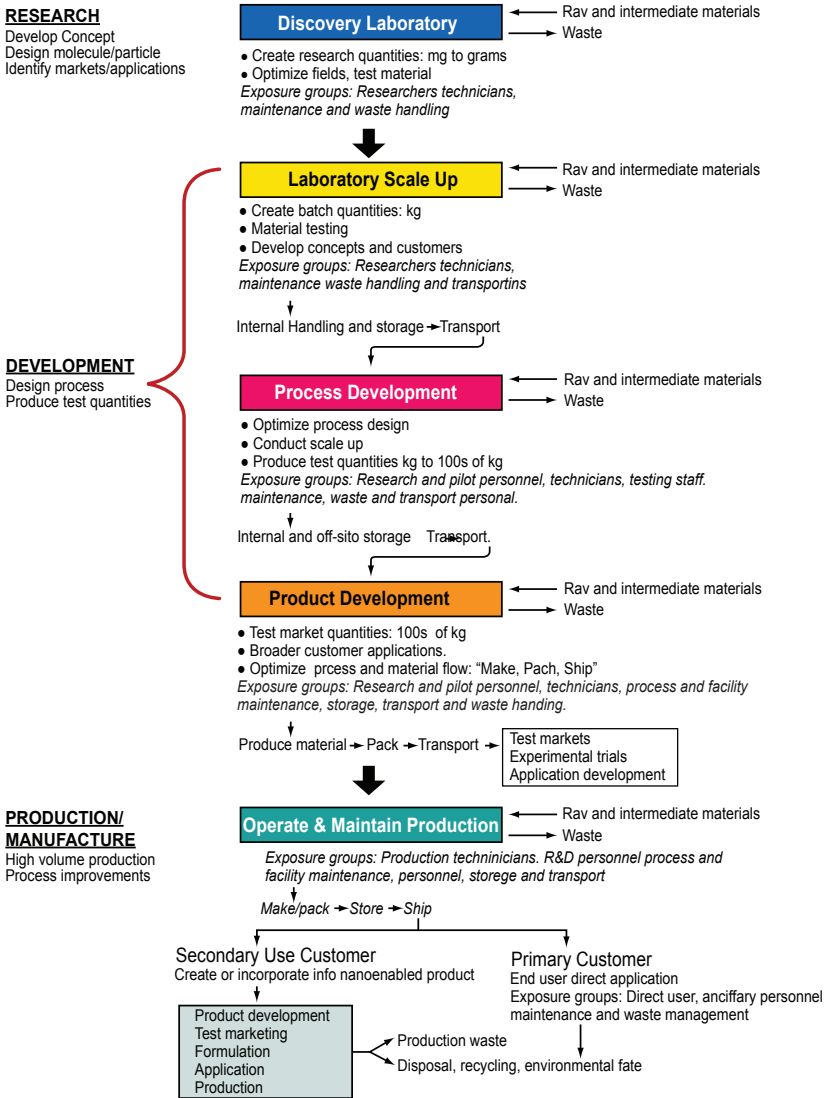 RESEARCH
Develop Concept
Design molecule/particle
Identify markets/applications
Discovery Laboratory
Rav and intermediate materials
Waste
● Create research quantities: mg to grams
● Optimize fields, test material
Exposure groups: Researchers technicians,
maintenance and waste handling
Laboratory Scale Up
Rav and intermediate materials
Waste
● Create batch quantities: kg
● Material testing
● Develop concepts and customers
Exposure groups: Researchers technicians,
maintenance waste handling and transportins
Internal Handling and storage Transport
DEVELOPMENT
Design process
Produce test quantities
Process Development
Rav and intermediate materials
Waste
● Optimize process design
● Conduct scale up
● Produce test quantities kg to 100s of kg
Exposure groups: Research and pilot personnel, technicians, testing staff.
maintenance, waste and transport personal.
Internal and off-sito storage Transport.
Product Development
Rav and intermediate materials
Waste
● Test market quantities: 100s of kg
● Broader customer applications.
● Optimize prcess and material flow: “Make, Pach, Ship”
Exposure groups: Research and pilot personnel, technicians, process and facility
maintenance, storage, transport and waste handing.
Produce material Pack Transport
Test markets
Experimental trials
Application development
PRODUCTION/
MANUFACTURE
High volume production
Process improvements
Operate & Maintain Production
Rav and intermediate materials
Waste
Exposure groups: Production techninicians. R&D personnel process and
facility maintenance, personnel, storege and transport
Make/pack Store Ship
Secondary Use Customer
Create or incorporate info nanoenabled product
Primary Customer
End user direct application
Exposure groups: Direct user, anciffary personnel
maintenance and waste management
Product development
Test marketing
Formulation
Application
Production
Production waste
Disposal, recycling, environmental fate